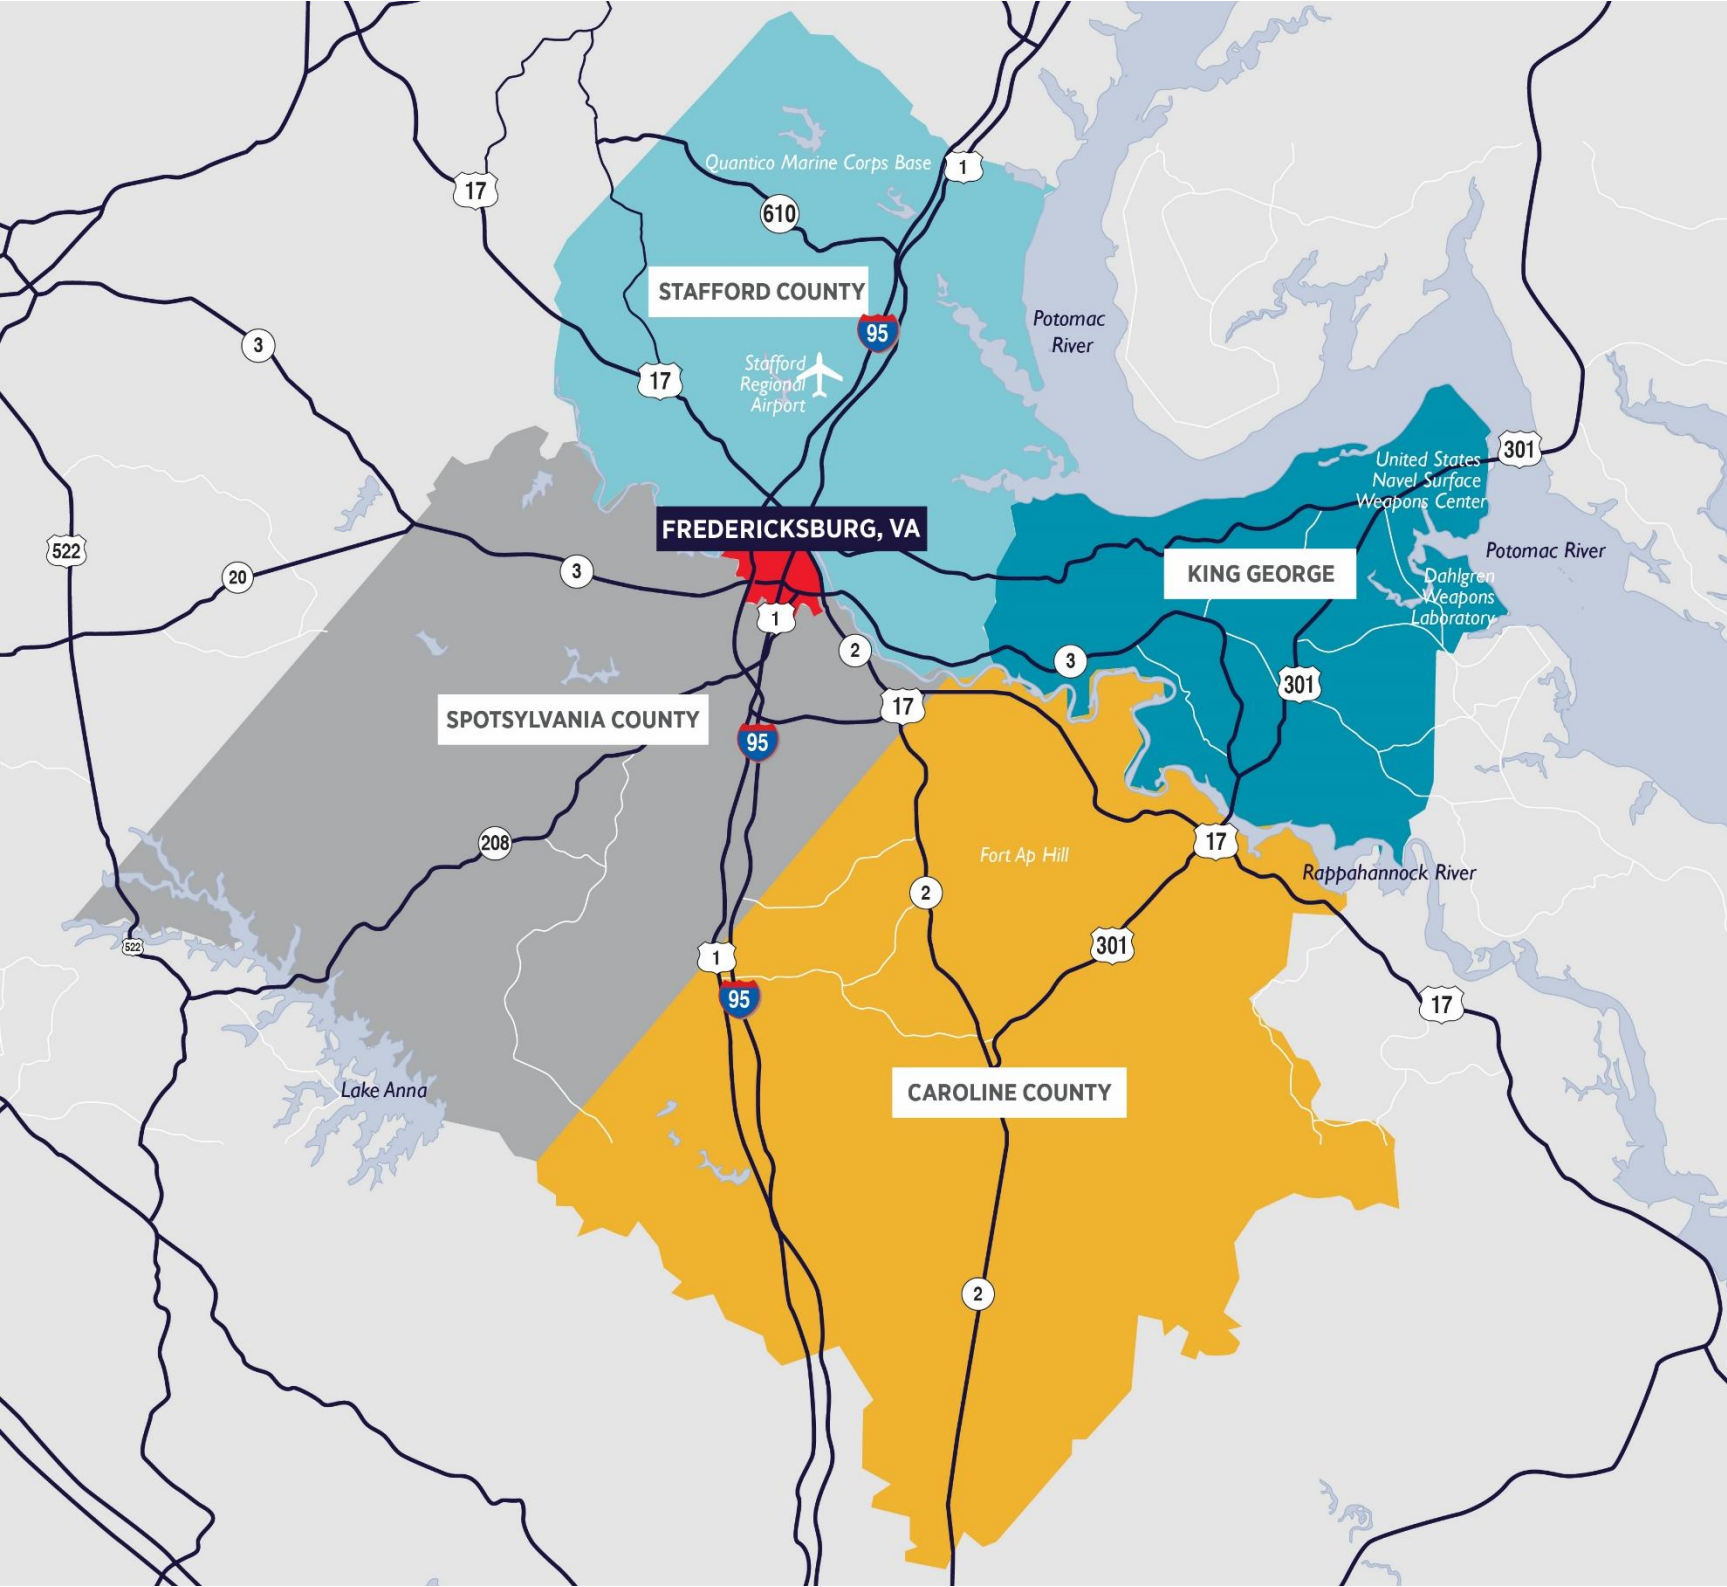 1
Quantico Marine Corps Base
17
610
STAFFORD COUNTY
Potomac
River
95
3
Stafford
Regional
Airport
17
301
United States
Navel Surface
Weapons Center
FREDERICKSBURG, VA
522
Potomac River
20
3
KING GEORGE
Dahlgren
Weapons
Laboratory
1
2
3
301
17
SPOTSYLVANIA COUNTY
95
208
17
Fort Ap Hill
Rappahannock River
2
522
1
301
95
17
Lake Anna
CAROLINE COUNTY
2